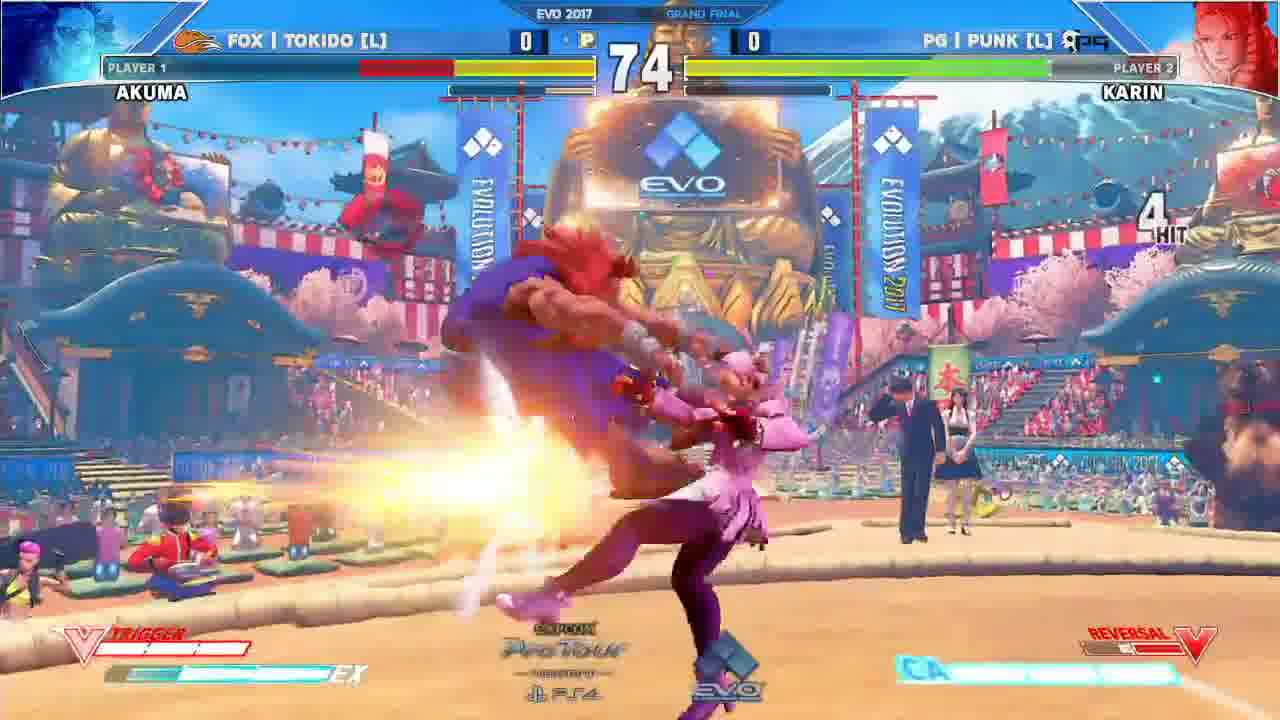 EVO 2017 GRAND FINAL
FOX | TOKIDO [L] 0 P 74 0 PG | PUNK [L]
PLAYER 1 PLAYER 2
AKUMA KARIN
EVO
EVOLUTION
EVOLUTION 2017
4 HIT
本
TRIGGER
EX
REVERSAL
CA
CAPCOM
Pro Tour
PS4
EVO